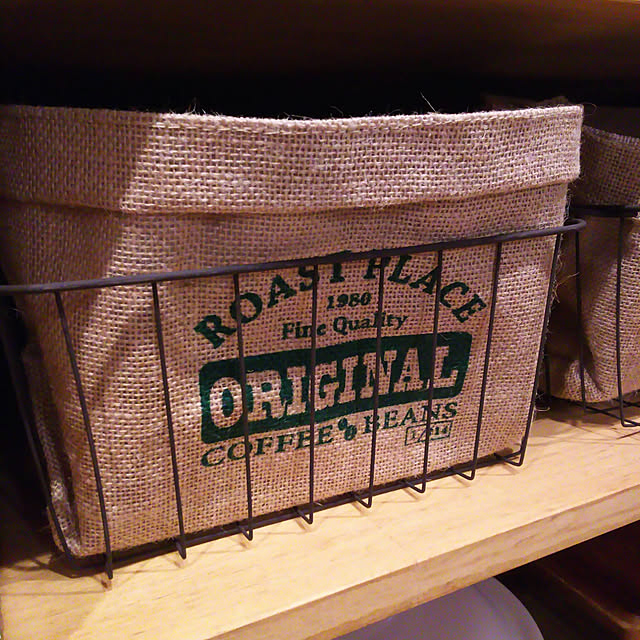 ROAST PLACE
1980
Fine Quality
ORIGINAL
COFFEE BEANS